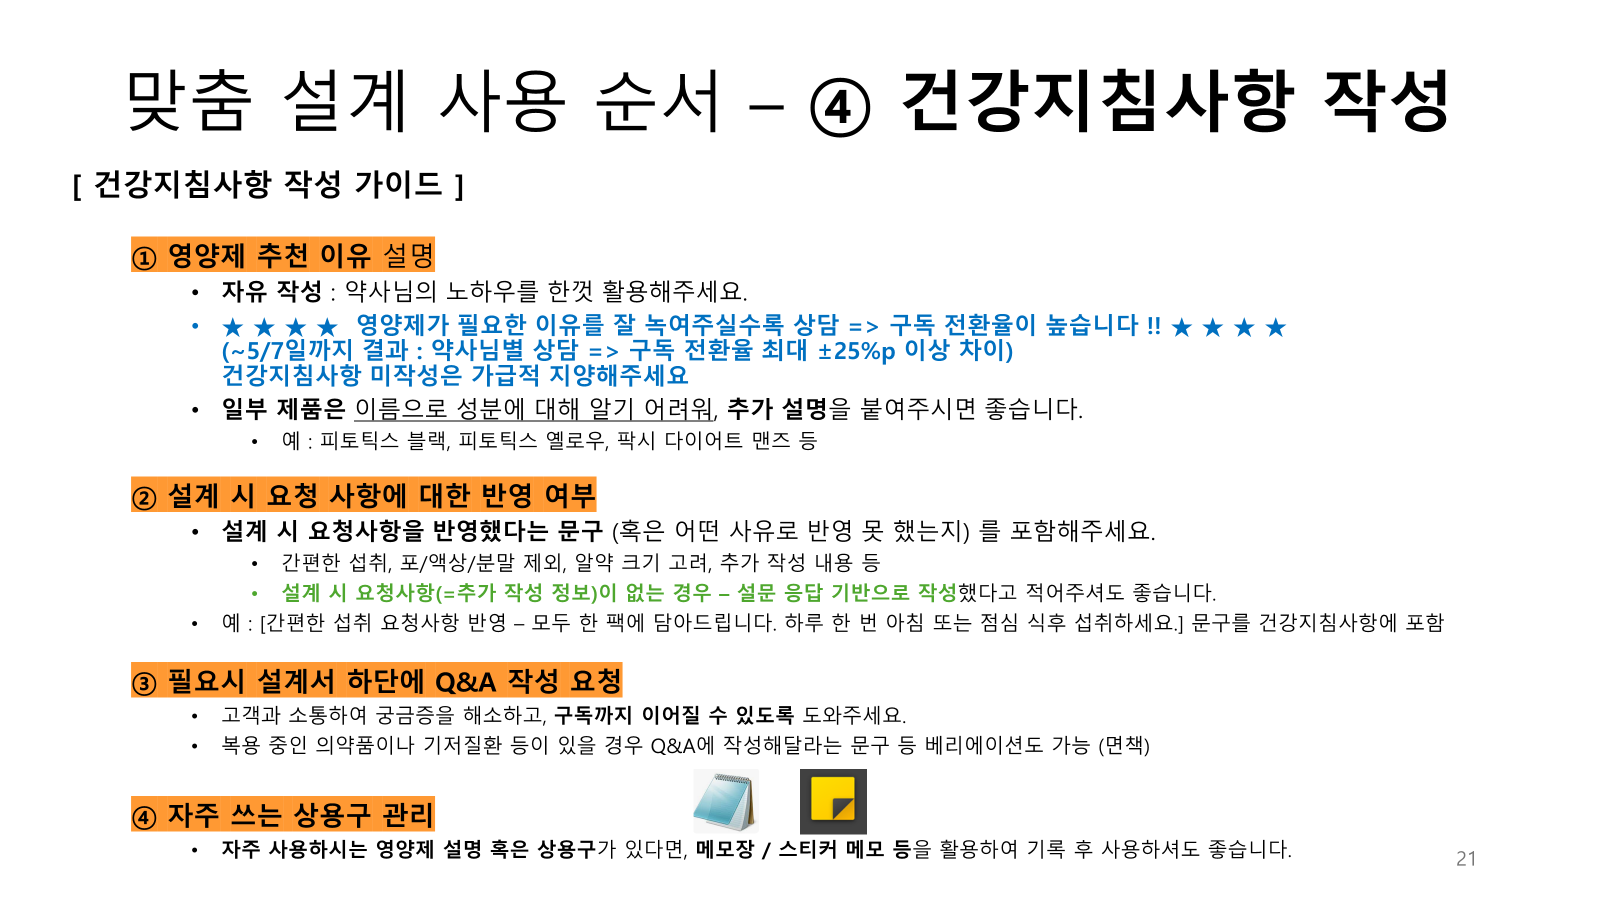 맞춤 설계 사용 순서 – ④ 건강지침사항 작성
[ 건강지침사항 작성 가이드 ]
① 영양제 추천 이유 설명
• 자유 작성 : 약사님의 노하우를 한껏 활용해주세요.
• ★ ★ ★ ★ 영양제가 필요한 이유를 잘 녹여주실수록 상담 => 구독 전환율이 높습니다 !! ★ ★ ★ ★
(~5/7일까지 결과 : 약사님별 상담 => 구독 전환율 최대 ±25%p 이상 차이)
건강지침사항 미작성은 가급적 지양해주세요
• 일부 제품은 이름으로 성분에 대해 알기 어려워, 추가 설명을 붙여주시면 좋습니다.
• 예 : 피토틱스 블랙, 피토틱스 옐로우, 팍시 다이어트 맨즈 등
② 설계 시 요청 사항에 대한 반영 여부
• 설계 시 요청사항을 반영했다는 문구 (혹은 어떤 사유로 반영 못 했는지) 를 포함해주세요.
• 간편한 섭취, 포/액상/분말 제외, 알약 크기 고려, 추가 작성 내용 등
• 설계 시 요청사항(=추가 작성 정보)이 없는 경우 – 설문 응답 기반으로 작성했다고 적어주셔도 좋습니다.
• 예 : [간편한 섭취 요청사항 반영 – 모두 한 팩에 담아드립니다. 하루 한 번 아침 또는 점심 식후 섭취하세요.] 문구를 건강지침사항에 포함
③ 필요시 설계서 하단에 Q&A 작성 요청
• 고객과 소통하여 궁금증을 해소하고, 구독까지 이어질 수 있도록 도와주세요.
• 복용 중인 의약품이나 기저질환 등이 있을 경우 Q&A에 작성해달라는 문구 등 베리에이션도 가능 (면책)
④ 자주 쓰는 상용구 관리
• 자주 사용하시는 영양제 설명 혹은 상용구가 있다면, 메모장 / 스티커 메모 등을 활용하여 기록 후 사용하셔도 좋습니다.
21